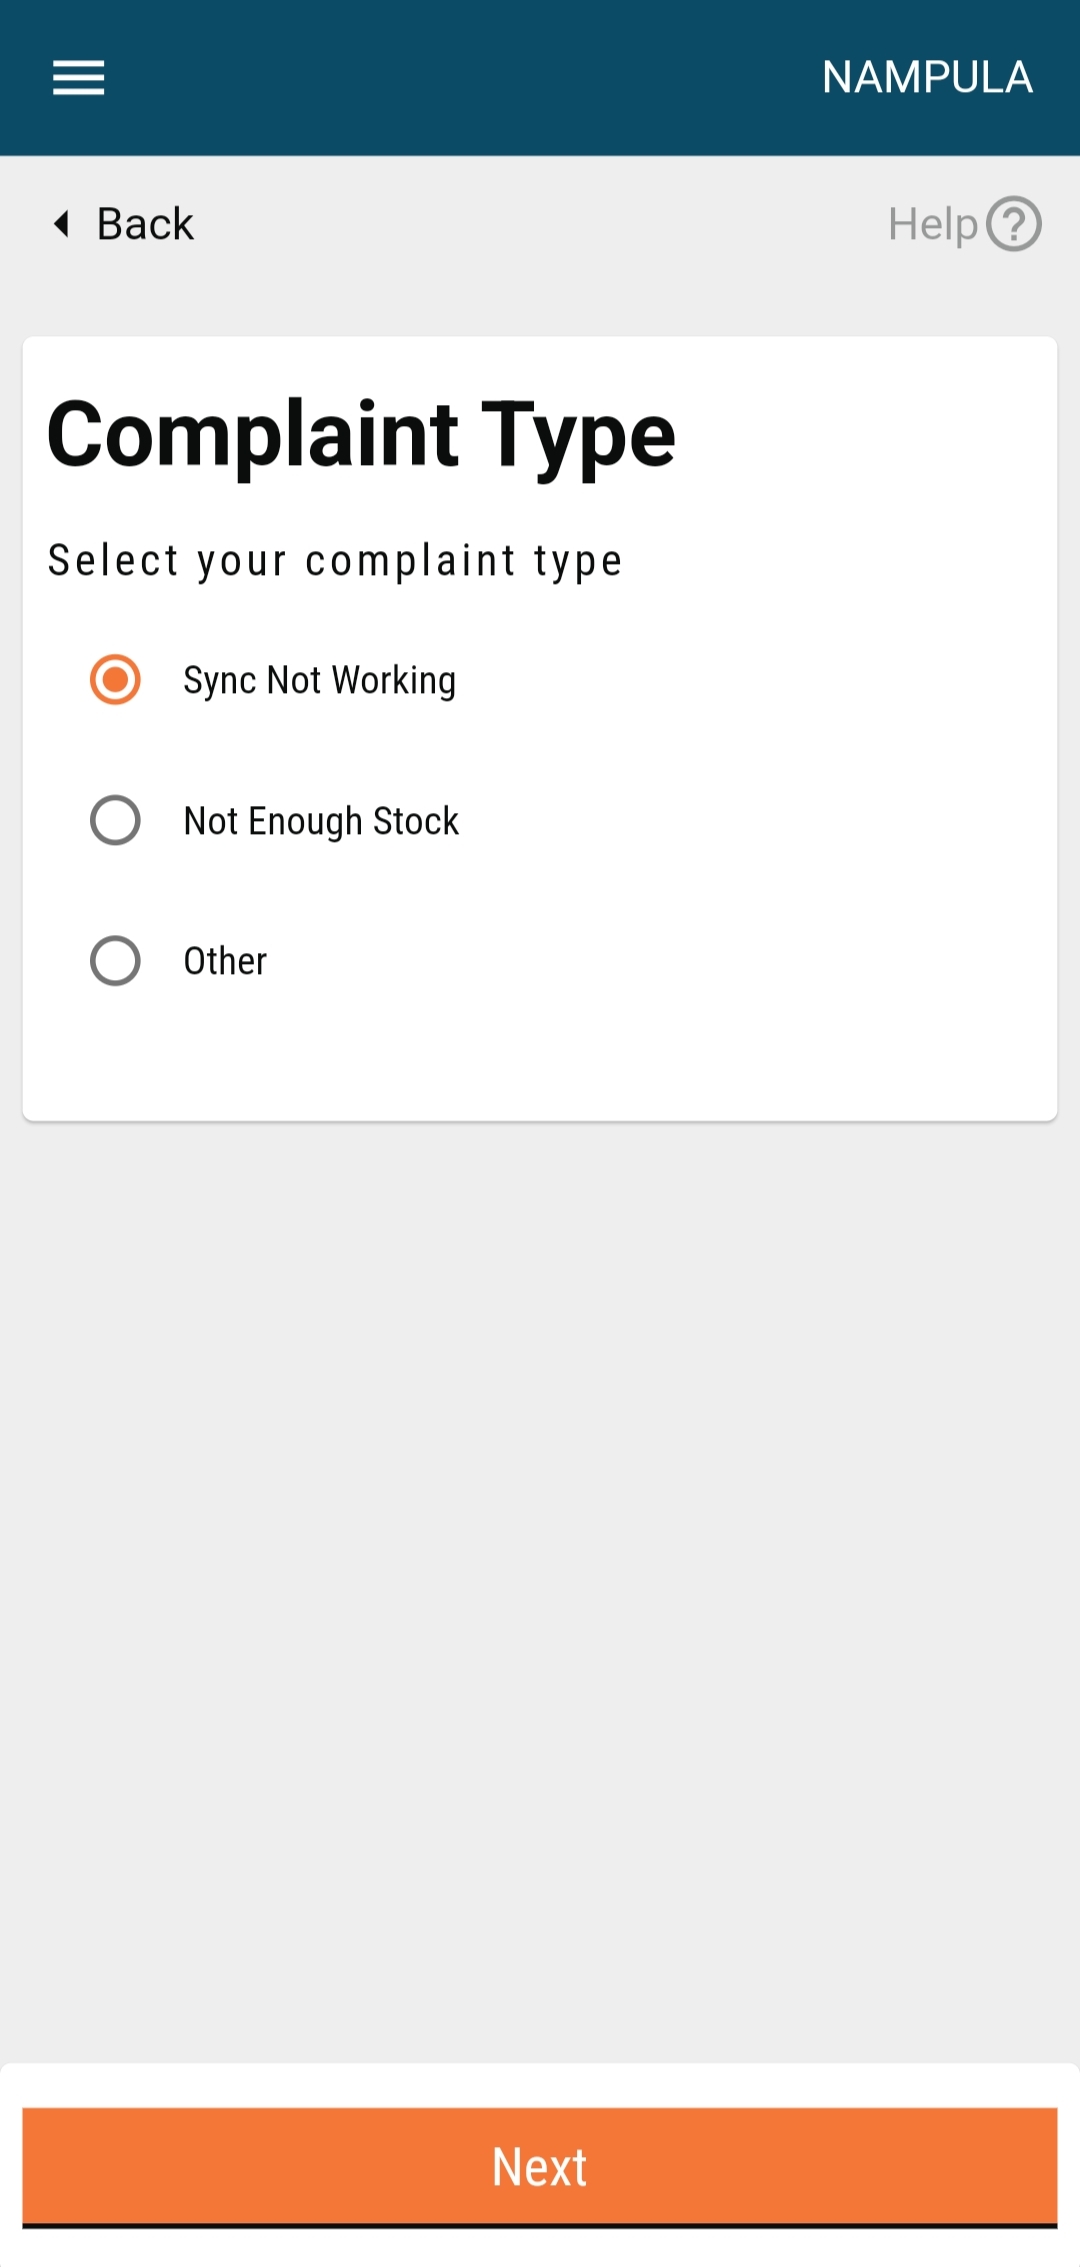 NAMPULA
Back
Help
Complaint Type
Select your complaint type
Sync Not Working
Not Enough Stock
Other
Next